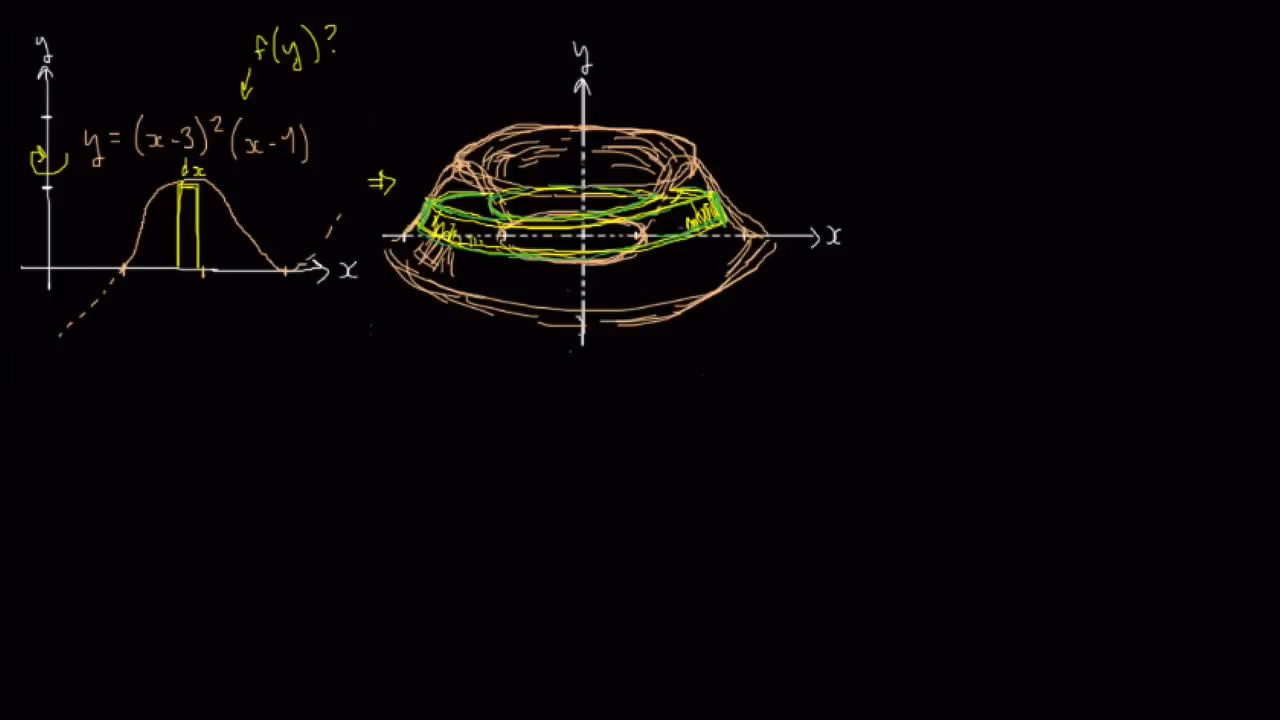 y
f(y)?
y = (x-3)²(x-1)
dx
x
⇒
y
x